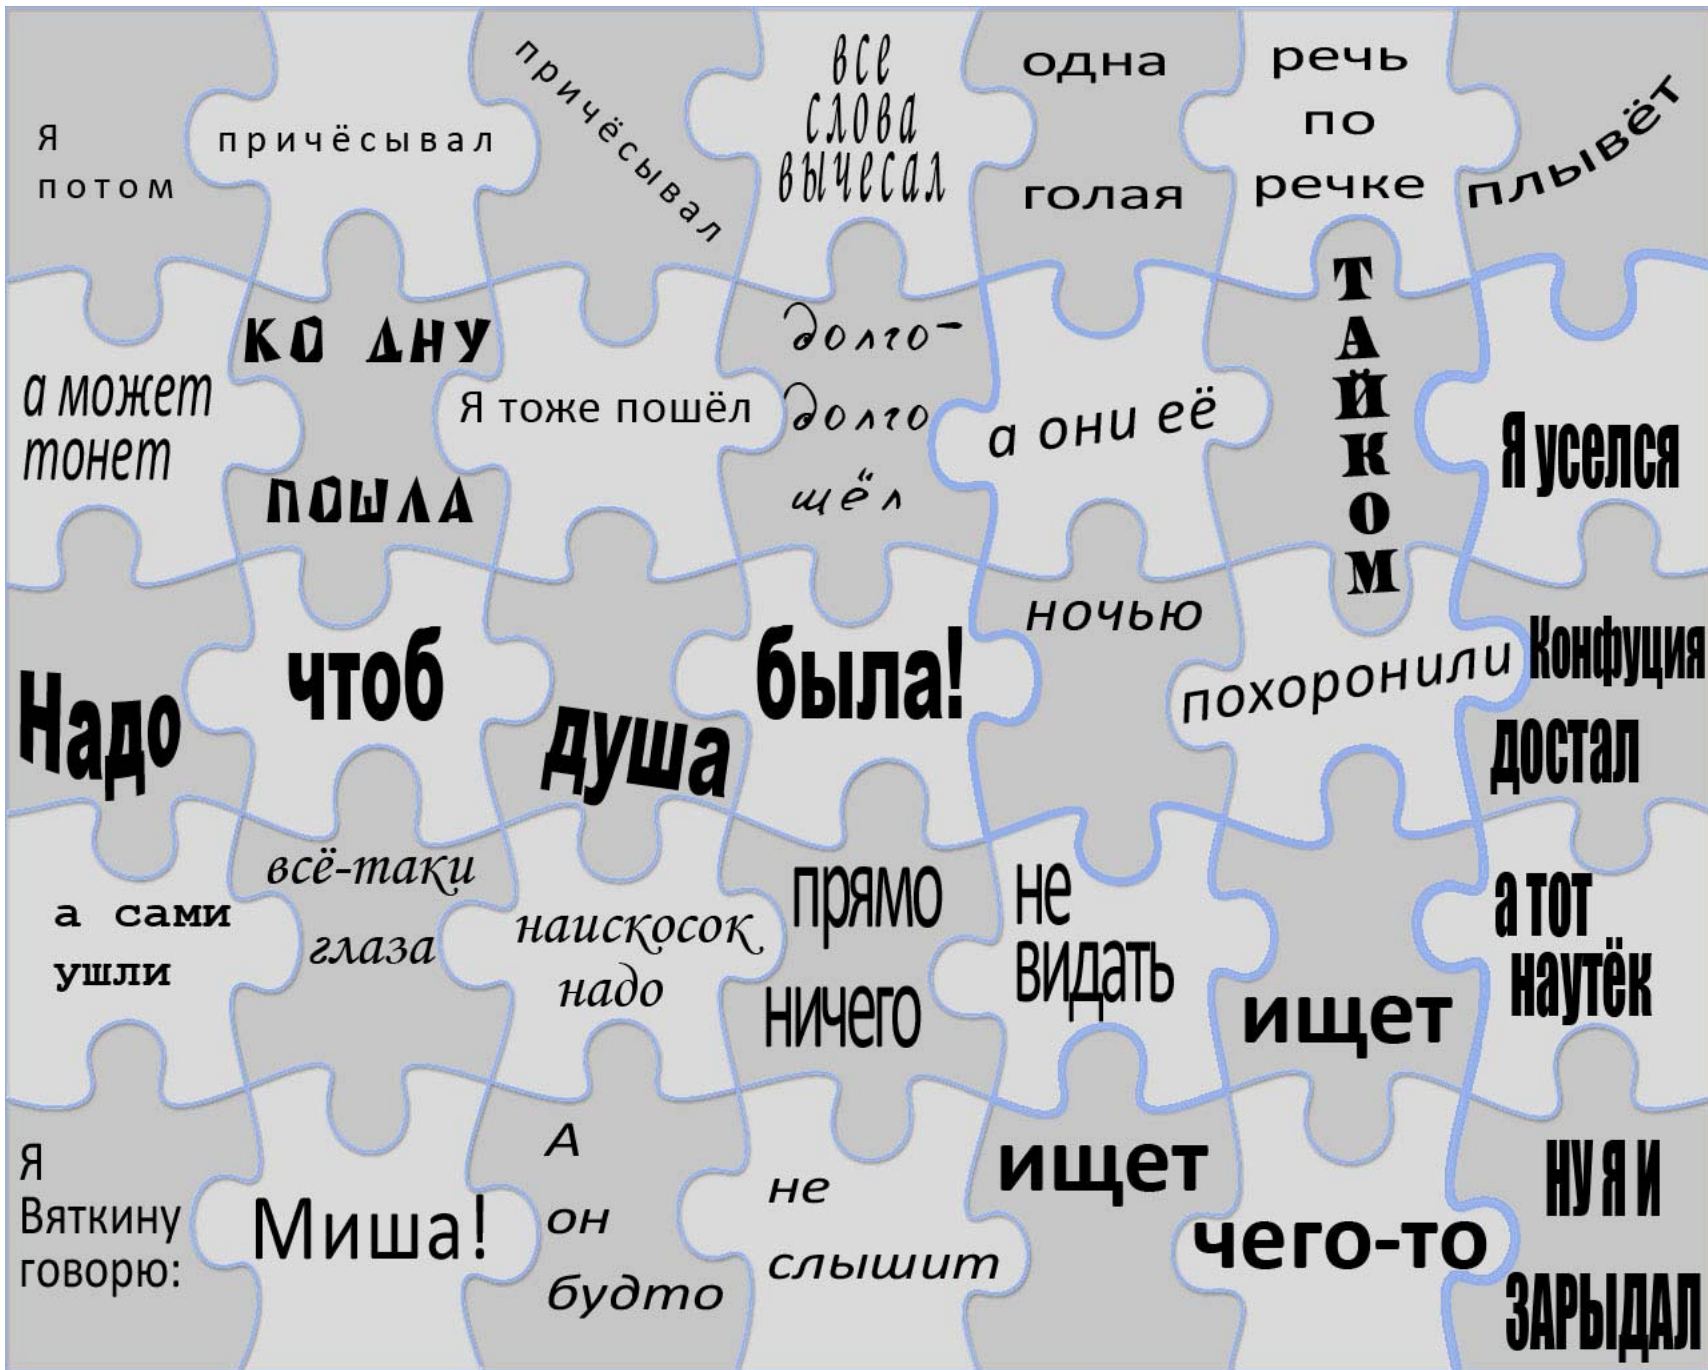 я
потом
причёсывал
причёсывал
все
слова
вычесал
одна
голая
речь
по
речке
плывёт
а может
тонет
ко дну
пошла
Я тоже пошёл
долго-
долго
щёл
а они её
ТАЙКОМ
Я уселся
Надо
чтоб
душа
была!
ночью
похоронили
Конфуция
достал
а сами
ушли
всё-таки
глаза
наискосок
надо
прямо
ничего
не
видать
ищет
а тот
наутёк
Я
Вяткину
говорю:
Миша!
А
он
будто
не
слышит
ищет
чего-то
НУ Я И
ЗАРЫДАЛ